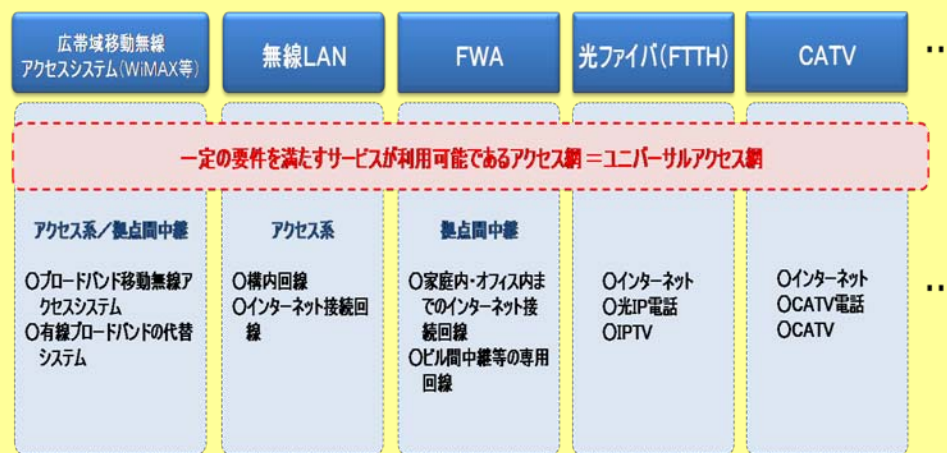 広帯域移動無線
アクセスシステム(WiMAX等)
無線LAN
FWA
光ファイバ(FTTH)
CATV
‥
一定の要件を満たすサービスが利用可能であるアクセス網＝ユニバーサルアクセス網
アクセス系／拠点間中継
○ブロードバンド移動無線ア
クセスシステム
○有線ブロードバンドの代替
システム
アクセス系
○構内回線
○インターネット接続回
線
拠点間中継
○家庭内・オフィス内ま
でのインターネット接
続回線
○ビル間中継等の専用
回線
○インターネット
○光IP電話
○IPTV
○インターネット
○CATV電話
○CATV
‥